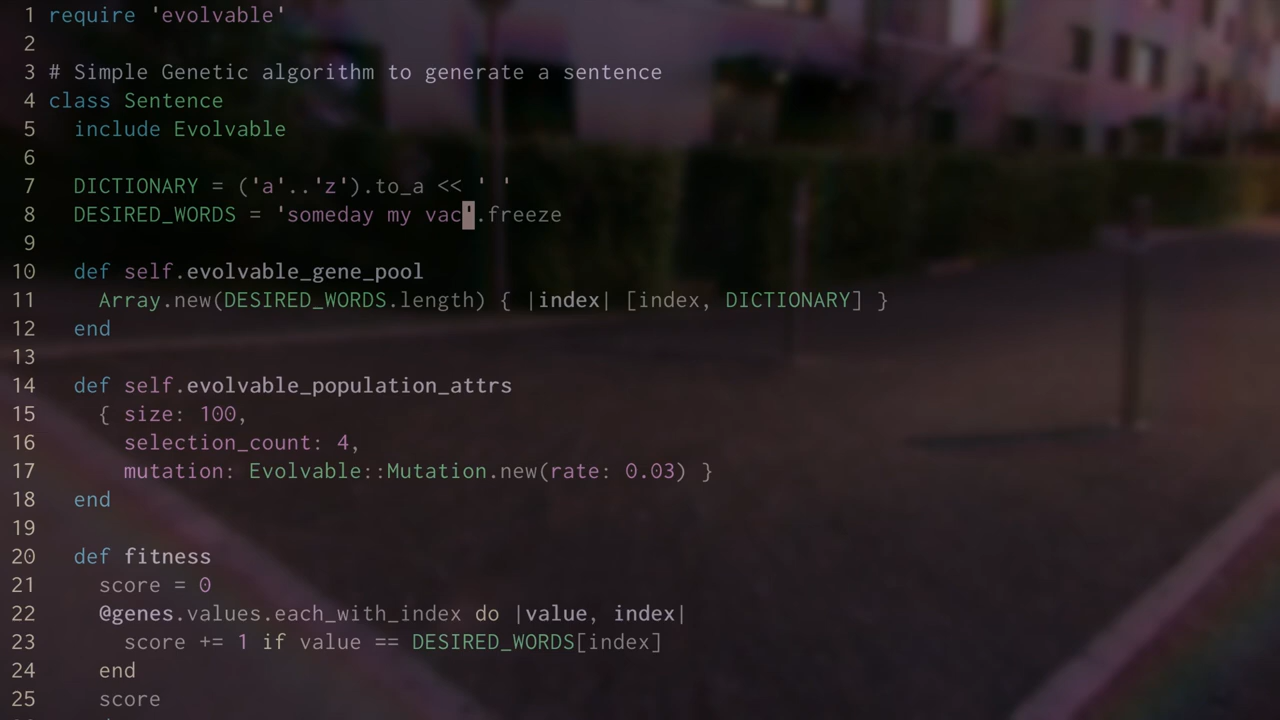 1 require 'evolvable'
2
3 # Simple Genetic algorithm to generate a sentence
4 class Sentence
5   include Evolvable
6
7   DICTIONARY = ('a'..'z').to_a << ' '
8   DESIRED_WORDS = 'someday my vac'.freeze
9
10   def self.evolvable_gene_pool
11     Array.new(DESIRED_WORDS.length) { |index| [index, DICTIONARY] }
12   end
13
14   def self.evolvable_population_attrs
15     { size: 100,
16       selection_count: 4,
17       mutation: Evolvable::Mutation.new(rate: 0.03) }
18   end
19
20   def fitness
21     score = 0
22     @genes.values.each_with_index do |value, index|
23       score += 1 if value == DESIRED_WORDS[index]
24     end
25     score